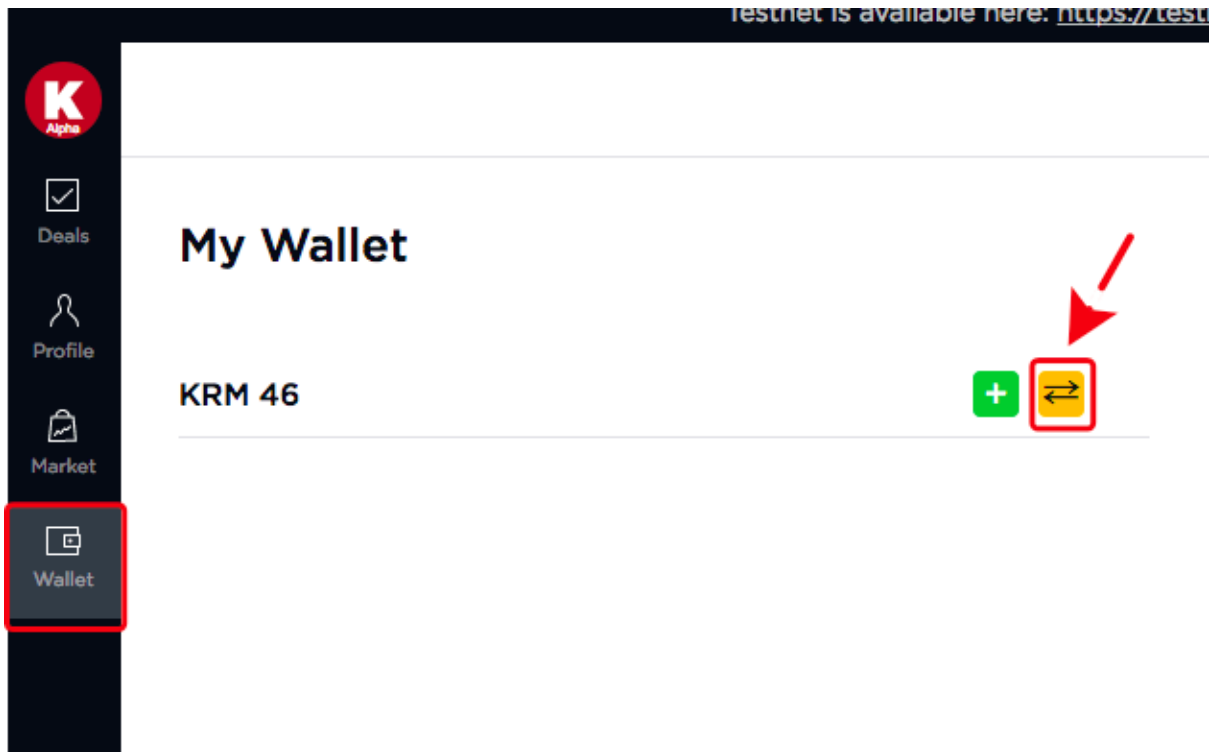 Testnet is available here: https://test
K
Alpha
Deals
Profile
Market
Wallet
My Wallet
KRM 46